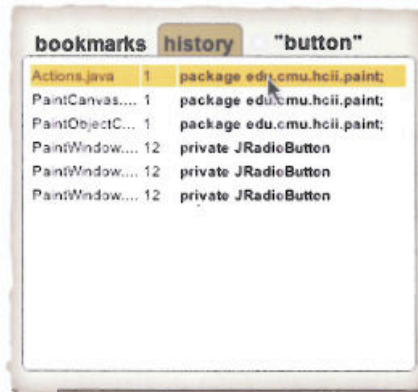 bookmarks history "button"
Actions.java 1 package edu.cmu.hcii.paint;
PaintCanvas.... 1 package edu.cmu.hcii.paint;
PaintObjectC... 1 package edu.cmu.hcii.paint;
PaintWindow.... 12 private JRadioButton
PaintWindow.... 12 private JRadioButton
PaintWindow.... 12 private JRadioButton